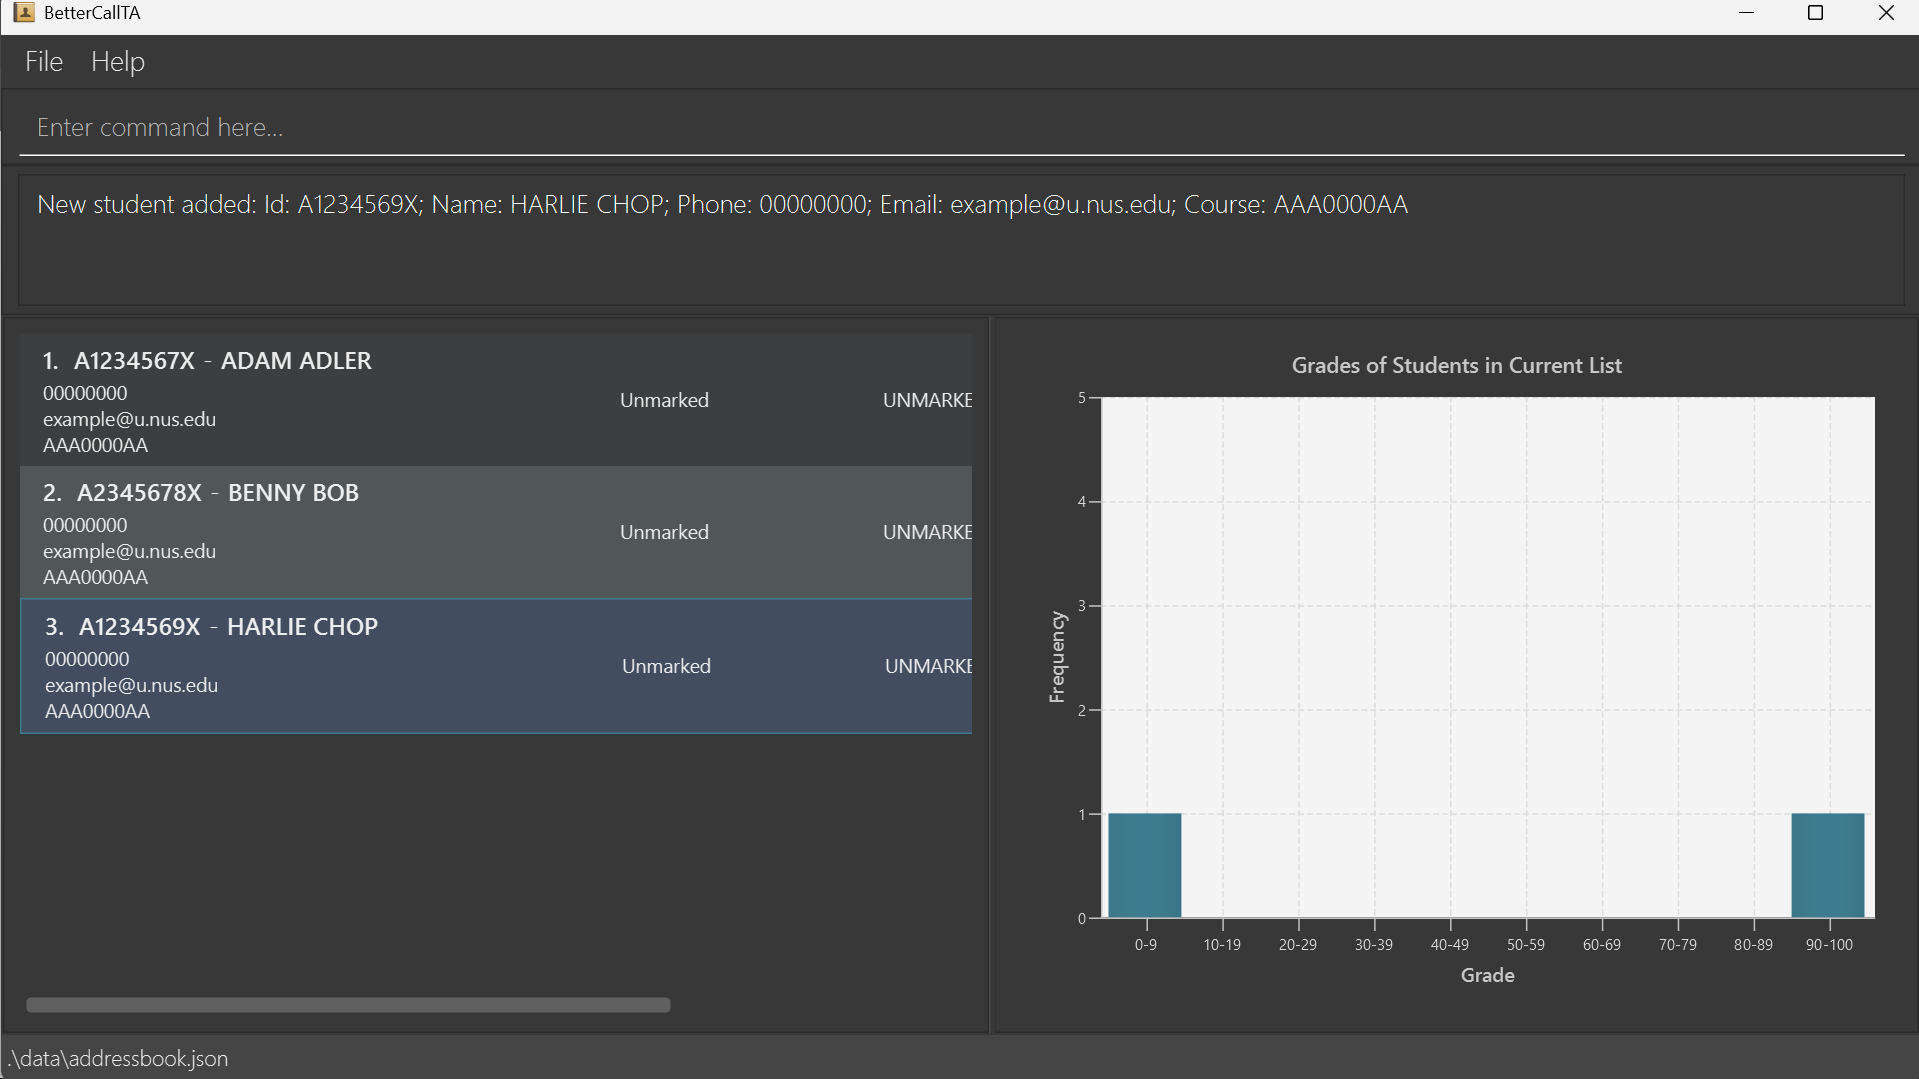 BetterCallTA
File Help
Enter command here...
New student added: Id: A1234569X; Name: HARLIE CHOP; Phone: 00000000; Email: example@u.nus.edu; Course: AAA0000AA
1. A1234567X - ADAM ADLER
00000000
example@u.nus.edu
AAA0000AA
Unmarked
UNMARKE
2. A2345678X - BENNY BOB
00000000
example@u.nus.edu
AAA0000AA
Unmarked
UNMARKE
3. A1234569X - HARLIE CHOP
00000000
example@u.nus.edu
AAA0000AA
Unmarked
UNMARKE
Grades of Students in Current List
Frequency
5
4
3
2
1
0
0-9 10-19 20-29 30-39 40-49 50-59 60-69 70-79 80-89 90-100
Grade
.\data\addressbook.json